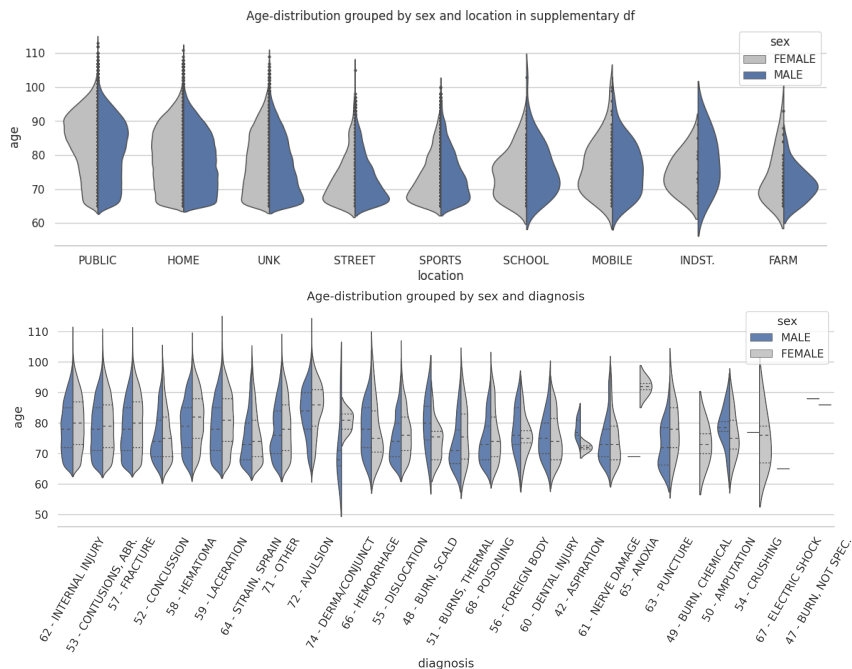 Age-distribution grouped by sex and location in supplementary df
sex
FEMALE
MALE
age
110
100
90
80
70
60
PUBLIC HOME UNK STREET SPORTS SCHOOL MOBILE INDST. FARM
location
Age-distribution grouped by sex and diagnosis
sex
MALE
FEMALE
age
110
100
90
80
70
60
50
62 - INTERNAL INJURY
53 - CONTUSIONS, ABR.
57 - FRACTURE
52 - CONCUSSION
58 - HEMATOMA
59 - LACERATION
64 - STRAIN, SPRAIN
71 - OTHER
72 - AVULSION
74 - DERMA/CONJUNCT
66 - HEMORRHAGE
55 - DISLOCATION
48 - BURN, SCALD
51 - BURNS, THERMAL
68 - POISONING
56 - FOREIGN BODY
60 - DENTAL INJURY
42 - ASPIRATION
61 - NERVE DAMAGE
65 - ANOXIA
63 - PUNCTURE
49 - BURN, CHEMICAL
50 - AMPUTATION
54 - CRUSHING
67 - ELECTRIC SHOCK
47 - BURN, NOT SPEC.
diagnosis